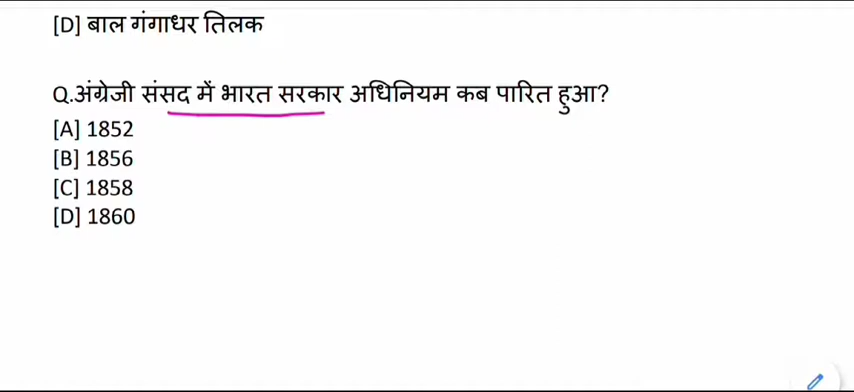 [D] बाल गंगाधर तिलक
Q.अंग्रेजी संसद में भारत सरकार अधिनियम कब पारित हुआ?
[A] 1852
[B] 1856
[C] 1858
[D] 1860